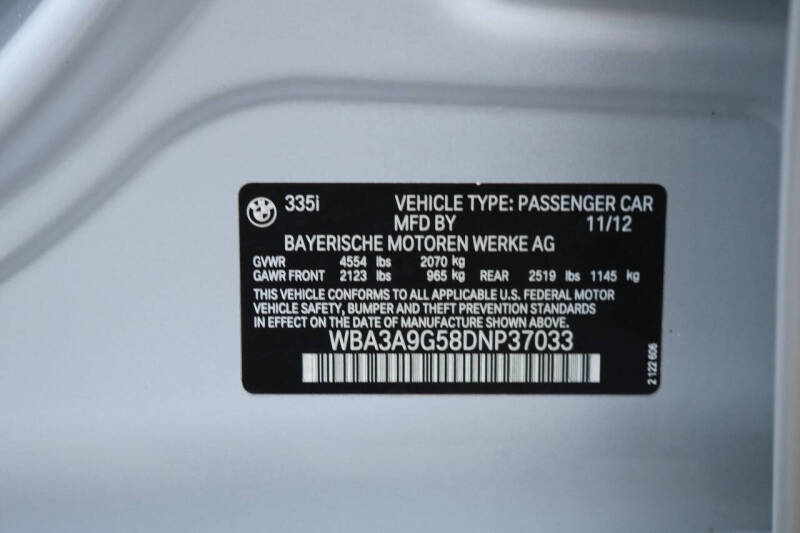 335i VEHICLE TYPE: PASSENGER CAR
MFD BY 11/12
BAYERISCHE MOTOREN WERKE AG
GVWR 4554 lbs 2070 kg
GAWR FRONT 2123 lbs 965 kg REAR 2519 lbs 1145 kg
THIS VEHICLE CONFORMS TO ALL APPLICABLE U.S. FEDERAL MOTOR
VEHICLE SAFETY, BUMPER AND THEFT PREVENTION STANDARDS
IN EFFECT ON THE DATE OF MANUFACTURE SHOWN ABOVE.
WBA3A9G58DNP37033
2 122 606